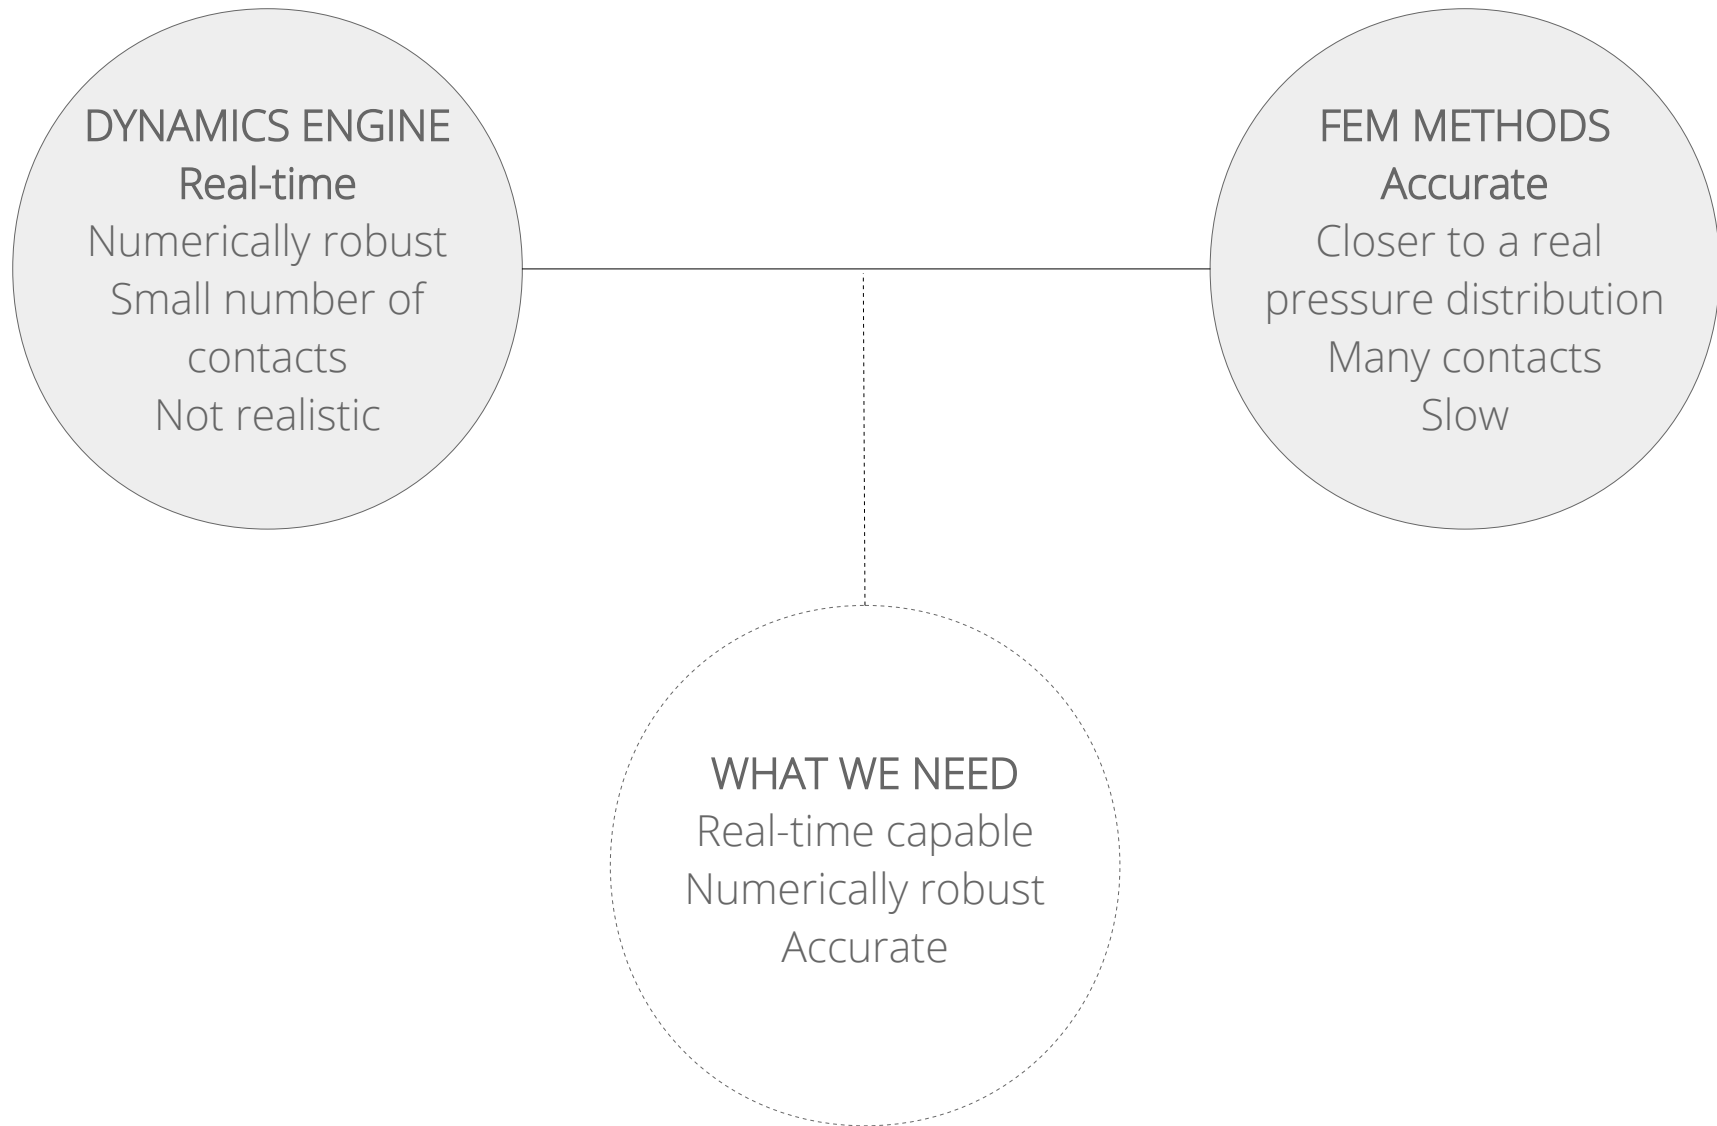 DYNAMICS ENGINE
Real-time
Numerically robust
Small number of
contacts
Not realistic
FEM METHODS
Accurate
Closer to a real
pressure distribution
Many contacts
Slow
WHAT WE NEED
Real-time capable
Numerically robust
Accurate